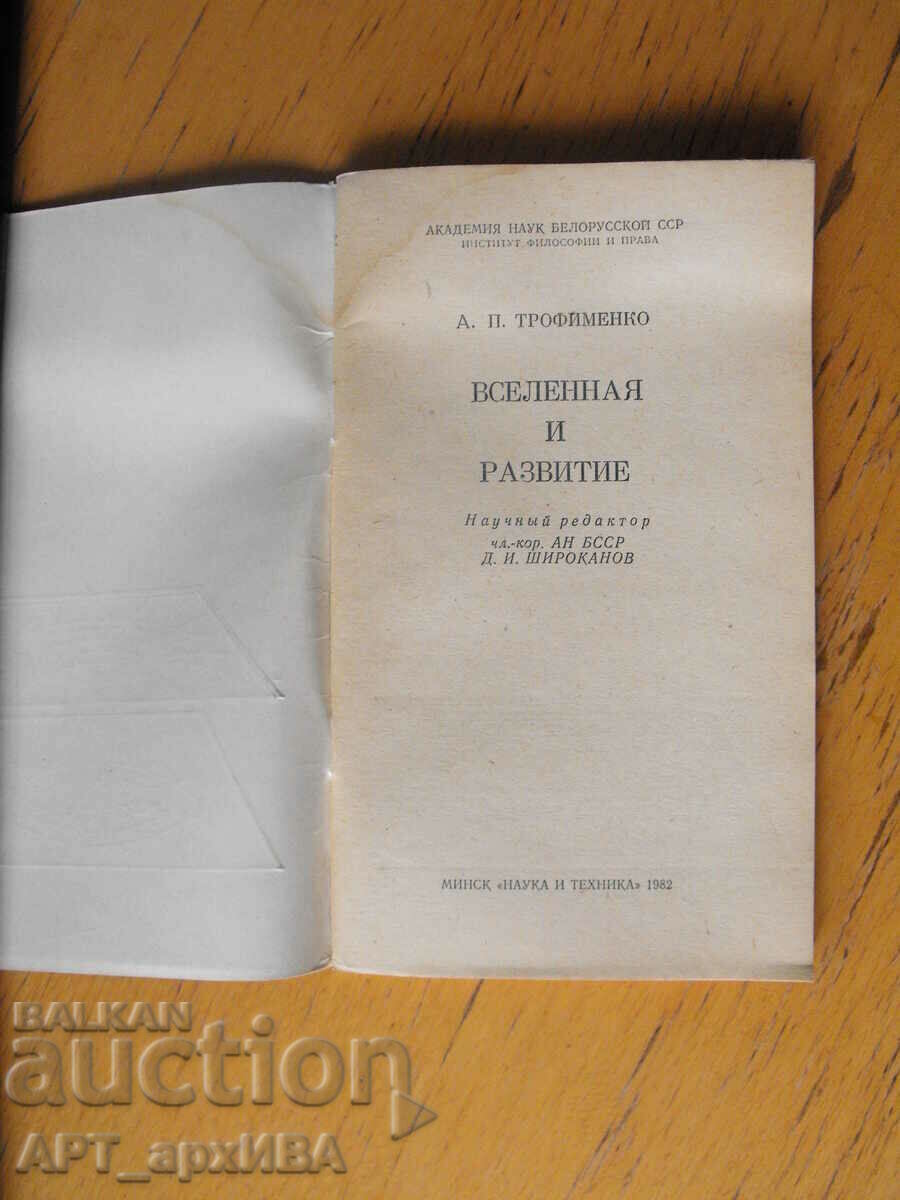 АКАДЕМИЯ НАУК БЕЛОРУССКОЙ ССР
ИНСТИТУТ ФИЛОСОФИИ И ПРАВА
А. П. ТРОФИМЕНКО
ВСЕЛЕННАЯ
И
РАЗВИТИЕ
Научный редактор
чл.-кор. АН БССР
Д. И. ШИРОКАНОВ
МИНСК «НАУКА И ТЕХНИКА» 1982
BALKAN
auction
АРТ_архИВА